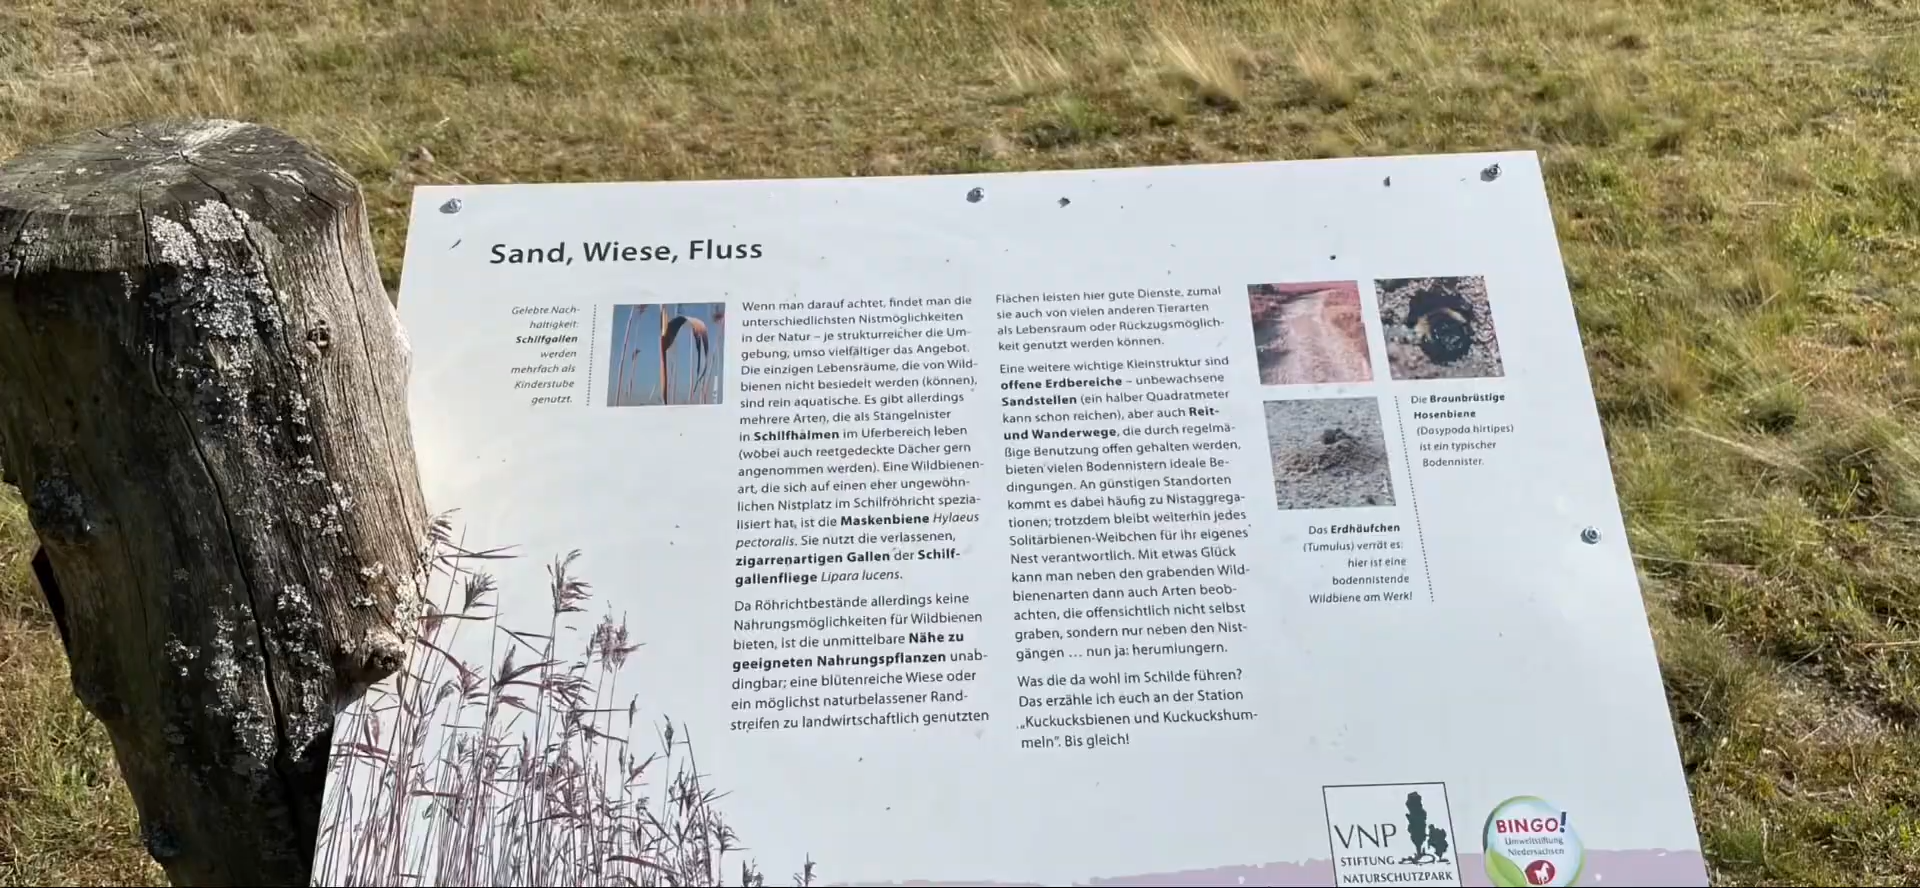 Sand, Wiese, Fluss
Gelebte Nach-
haltigkeit:
Schilfgallen
werden
mehrfach als
Kinderstube
genutzt.
Wenn man darauf achtet, findet man die
unterschiedlichsten Nistmöglichkeiten
in der Natur – je strukturreicher die Um-
gebung, umso vielfältiger das Angebot.
Die einzigen Lebensräume, die von Wild-
bienen nicht besiedelt werden (können),
sind rein aquatische. Es gibt allerdings
mehrere Arten, die als Stängelnister
in Schilfhalmen im Uferbereich leben
(wobei auch reetgedeckte Dächer gern
angenommen werden). Eine Wildbienen-
art, die sich auf einen eher ungewöhn-
lichen Nistplatz im Schilfröhricht spezia-
lisiert hat, ist die Maskenbiene Hylaeus
pectoralis. Sie nutzt die verlassenen,
zigarrenartigen Gallen der Schilf-
gallenfliege Lipara lucens.
Da Röhrichtbestände allerdings keine
Nahrungsmöglichkeiten für Wildbienen
bieten, ist die unmittelbare Nähe zu
geeigneten Nahrungspflanzen unab-
dingbar; eine blütenreiche Wiese oder
ein möglichst naturbelassener Rand-
streifen zu landwirtschaftlich genutzten
Flächen leisten hier gute Dienste, zumal
sie auch von vielen anderen Tierarten
als Lebensraum oder Rückzugsmöglich-
keit genutzt werden können.
Eine weitere wichtige Kleinstruktur sind
offene Erdbereiche – unbewachsene
Sandstellen (ein halber Quadratmeter
kann schon reichen), aber auch Reit-
und Wanderwege, die durch regelmä-
ßige Benutzung offen gehalten werden,
bieten vielen Bodennistern ideale Be-
dingungen. An günstigen Standorten
kommt es dabei häufig zu Nistaggrega-
tionen; trotzdem bleibt weiterhin jedes
Solitärbienen-Weibchen für ihr eigenes
Nest verantwortlich. Mit etwas Glück
kann man neben den grabenden Wild-
bienenarten dann auch Arten beob-
achten, die offensichtlich nicht selbst
graben, sondern nur neben den Nist-
gängen ... nun ja: herumlungern.
Was die da wohl im Schilde führen?
Das erzähle ich euch an der Station
„Kuckucksbienen und Kuckuckshum-
meln". Bis gleich!
Die Braunbrüstige
Hosenbiene
(Dasypoda hirtipes)
ist ein typischer
Bodennister.
Das Erdhäufchen
(Tumulus) verrät es:
hier ist eine
bodennistende
Wildbiene am Werk!
VNP
STIFTUNG
NATURSCHUTZPARK
BINGO!
Umweltstiftung
Niedersachsen